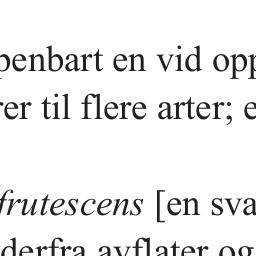 penbart en vid opp
rer til flere arter; e
frutescens [en sva
derfra avflater og